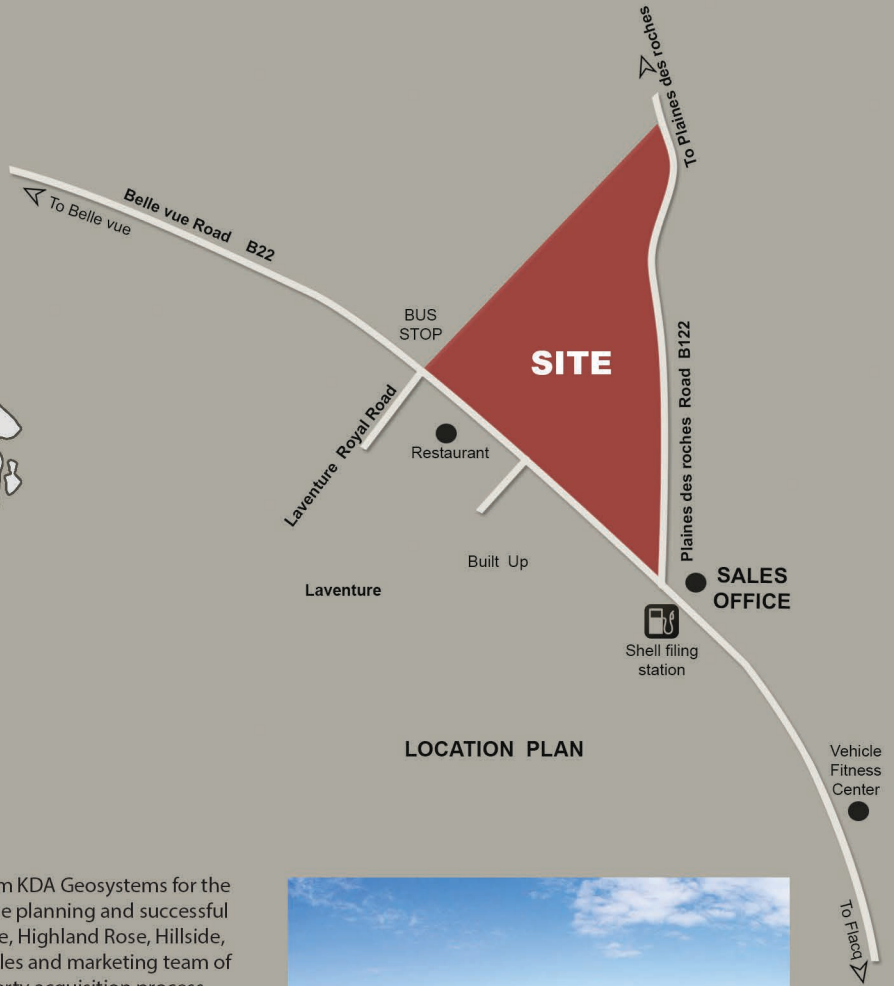 To Plaines des roches
Belle vue Road B22
To Belle vue
BUS
STOP
SITE
Plaines des roches Road B122
Laventure Royal Road
Restaurant
Built Up
Laventure
SALES
OFFICE
Shell filing
station
LOCATION PLAN
Vehicle
Fitness
Center
To Flacq
KDA Geosystems for the
planning and successful
Highland Rose, Hillside,
and marketing team of
acquisition process